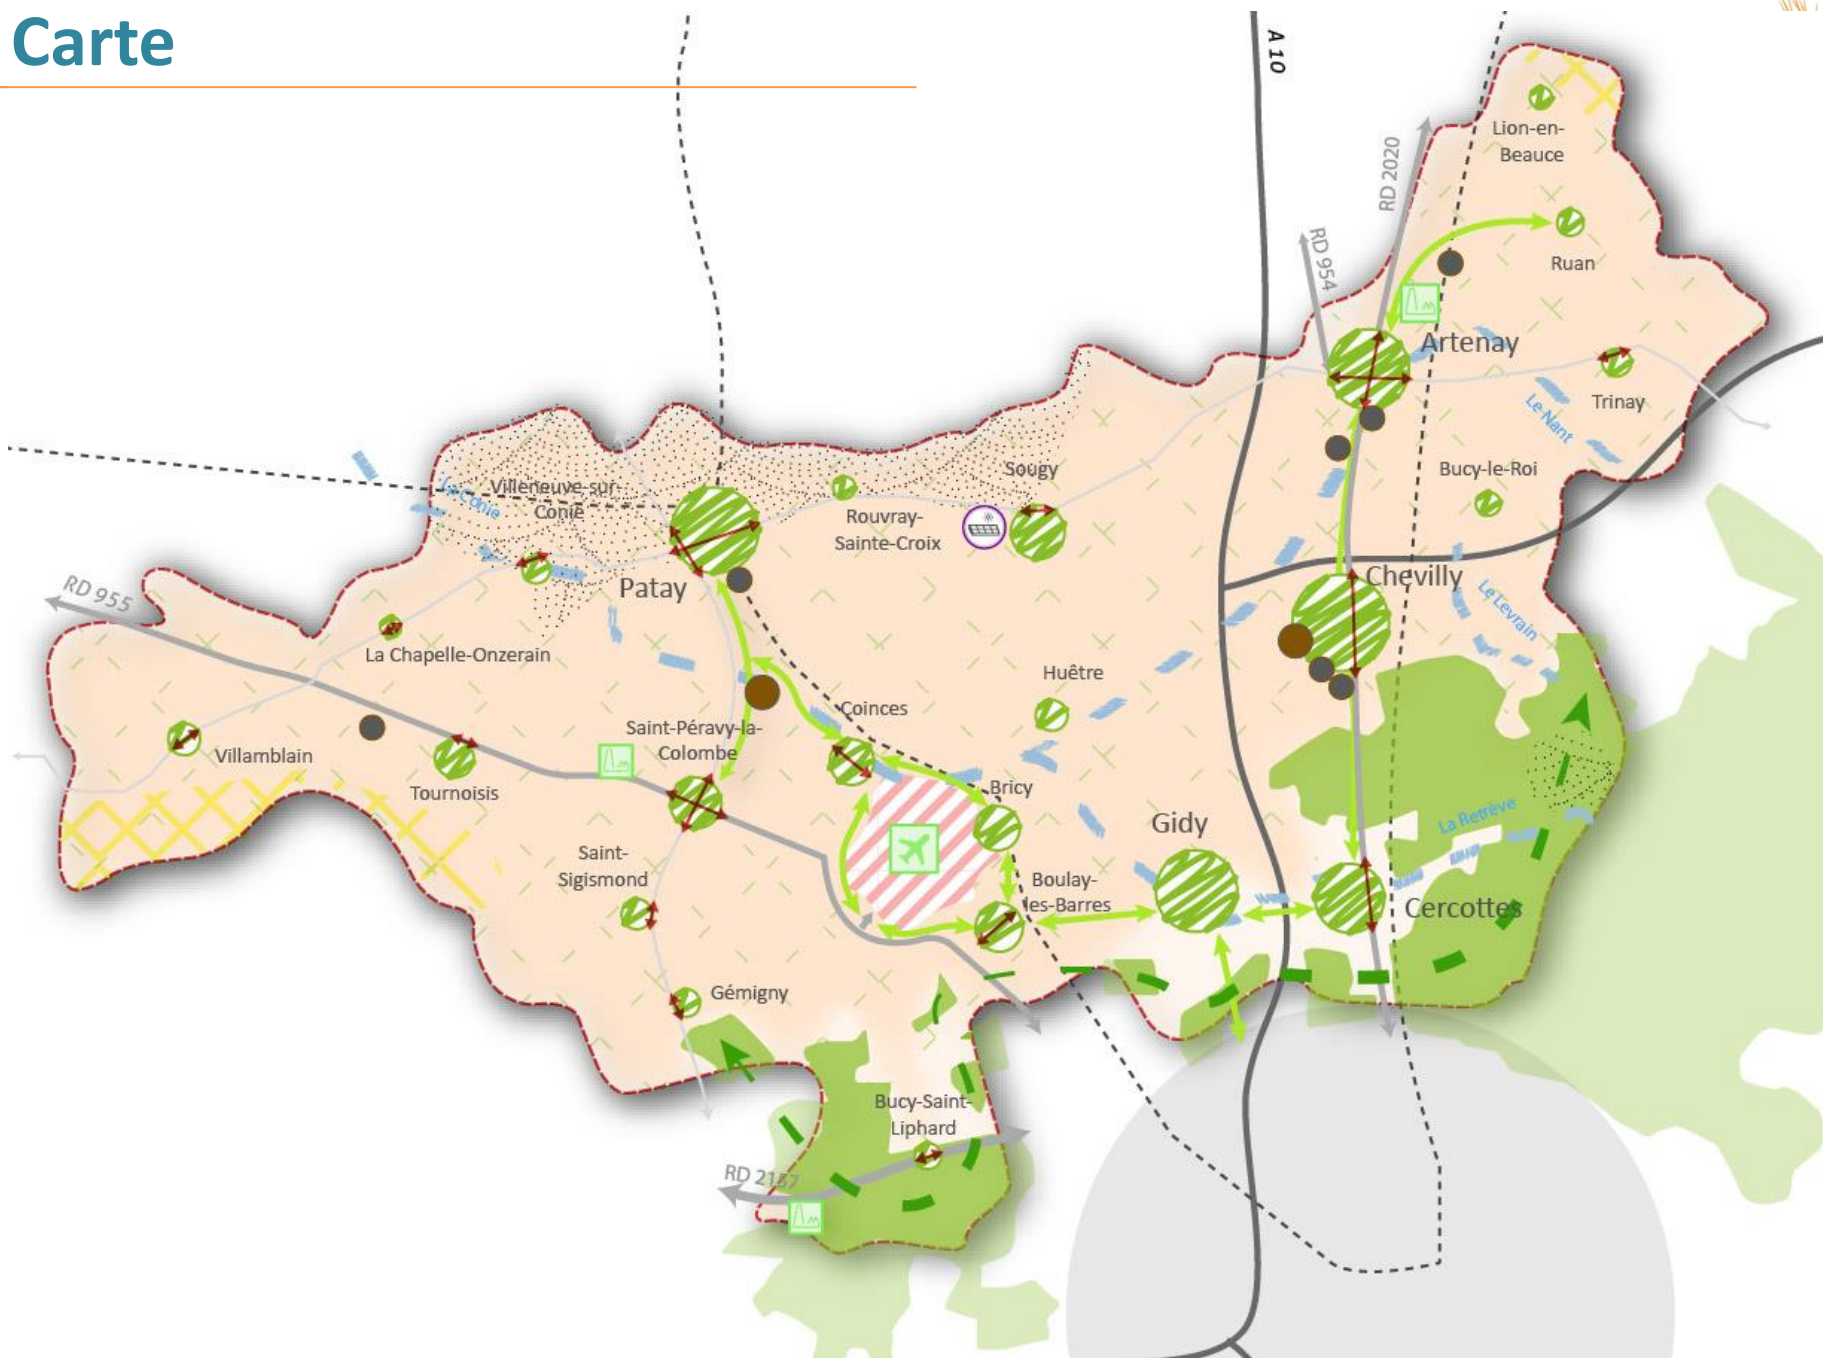 Carte
A 10
Lion-en-
Beauce
RD 2020
RD 954
Ruan
Artenay
Trinay
Le Nant
Bucy-le-Roi
Sougy
Villeneuve-sur-
Conie
La Conie
Rouvray-
Sainte-Croix
Patay
Chevilly
Le Levrain
RD 955
La Chapelle-Onzerain
Huêtre
Coinces
Saint-Péravy-la-
Colombe
Villamblain
Tournoisis
Bricy
Gidy
La Retrève
Saint-
Sigismond
Boulay-
les-Barres
Cercottes
Gémigny
Bucy-Saint-
Liphard
RD 2157